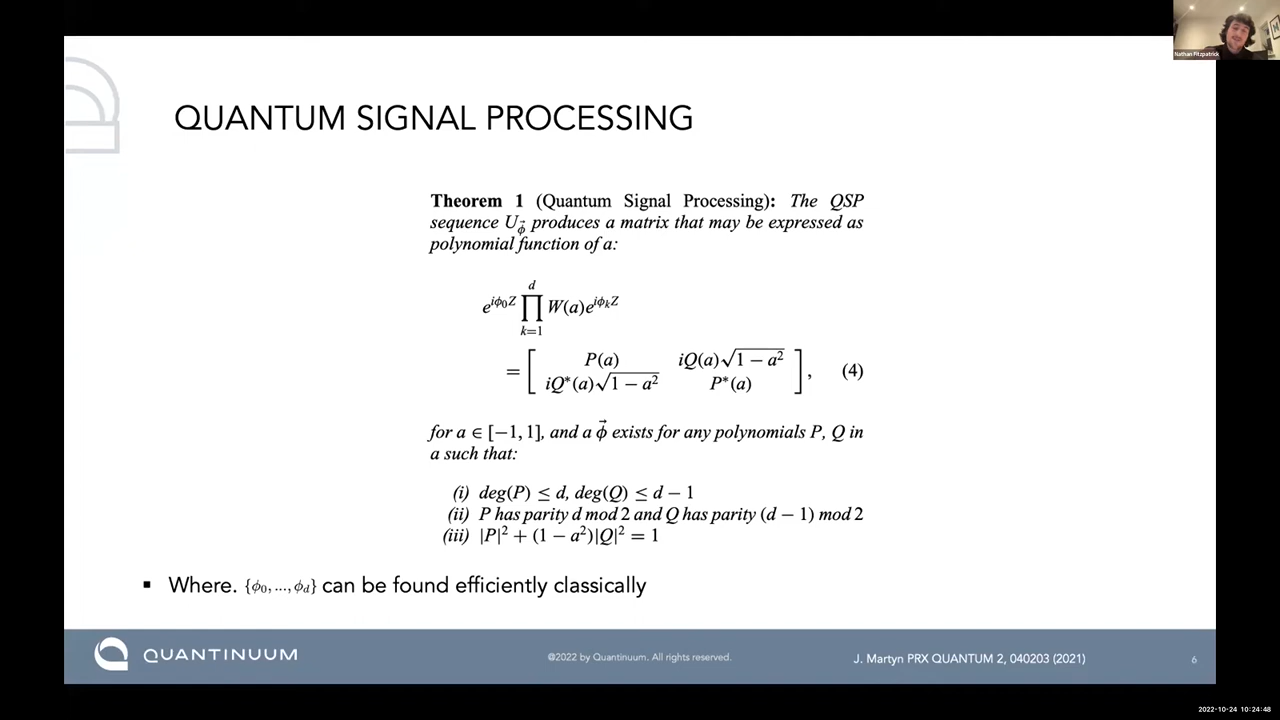 Nathan Fitzpatrick
QUANTUM SIGNAL PROCESSING
Theorem 1 (Quantum Signal Processing): The QSP
sequence U_ϕ⃗ produces a matrix that may be expressed as
polynomial function of a:
e^{iϕ_0 Z} ∏_{k=1}^{d} W(a)e^{iϕ_k Z}
= [ P(a) iQ(a)√(1 − a²)
iQ*(a)√(1 − a²) P*(a) ], (4)
for a ∈ [−1, 1], and a ϕ⃗ exists for any polynomials P, Q in
a such that:
(i) deg(P) ≤ d, deg(Q) ≤ d − 1
(ii) P has parity d mod 2 and Q has parity (d − 1) mod 2
(iii) |P|² + (1 − a²)|Q|² = 1
▪ Where. {ϕ_0, ..., ϕ_d} can be found efficiently classically
QUANTINUUM
@2022 by Quantinuum. All rights reserved.
J. Martyn PRX QUANTUM 2, 040203 (2021)
6
2022-10-24 10:24:48